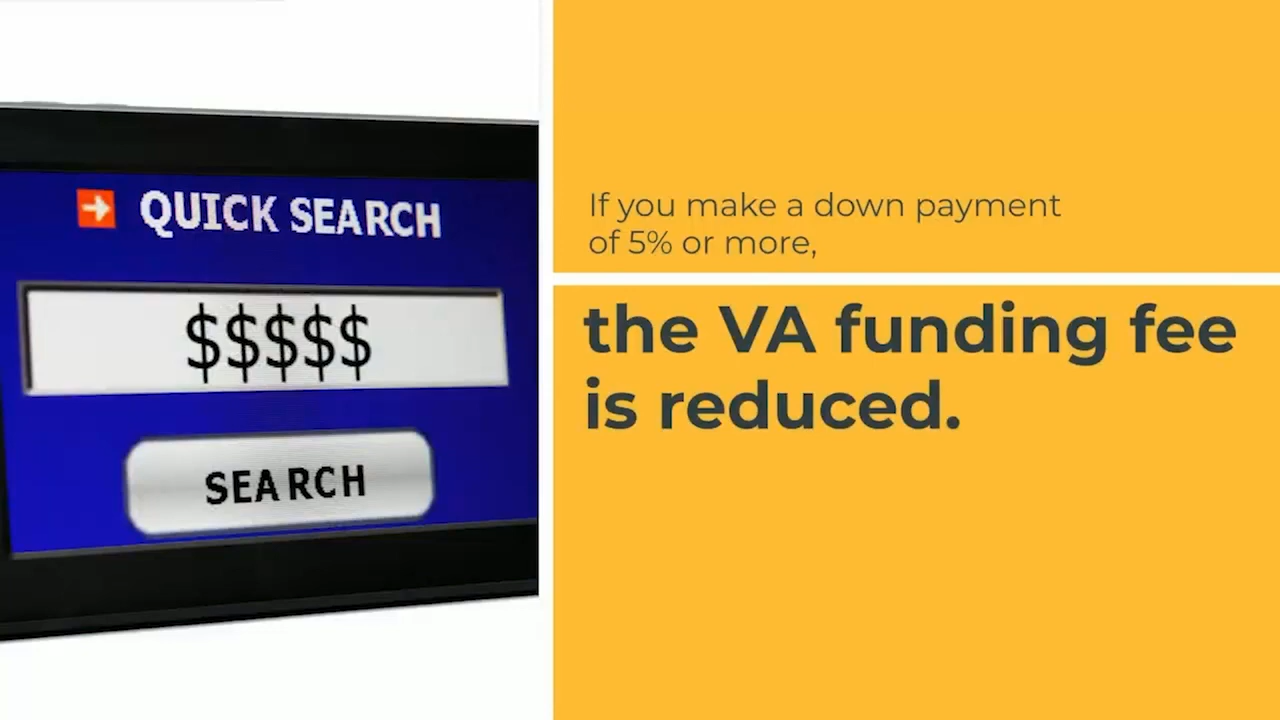 QUICK SEARCH
$$$$$
SEARCH
If you make a down payment
of 5% or more,
the VA funding fee
is reduced.